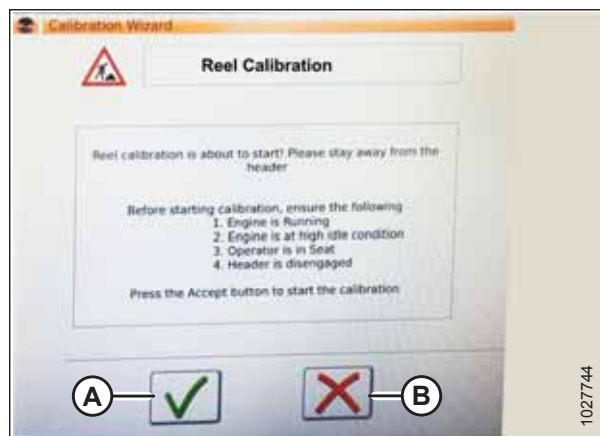 Calibration Wizard
Reel Calibration
Reel calibration is about to start! Please stay away from the
header
Before starting calibration, ensure the following
1. Engine is Running
2. Engine is at high idle condition
3. Operator is in Seat
4. Header is disengaged
Press the Accept button to start the calibration
A
B
1027744